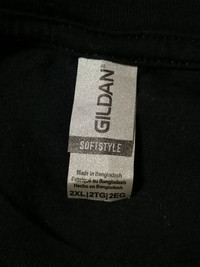 GILDAN®
SOFTSTYLE
Made in Bangladesh
Fabriqué au Bangladesh
Hecho en Bangladesh
2XL|2TG|2EG